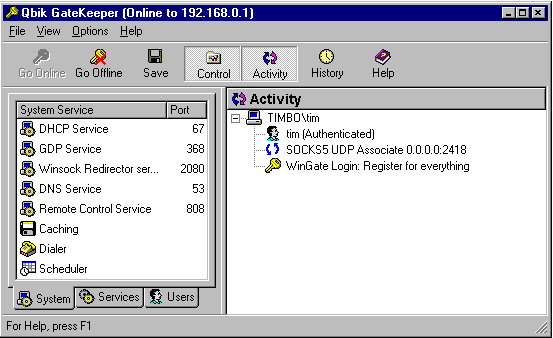 Qbik GateKeeper (Online to 192.168.0.1)
File View Options Help
Go Online Go Offline Save Control Activity History Help
System Service Port
DHCP Service 67
GDP Service 368
Winsock Redirector ser... 2080
DNS Service 53
Remote Control Service 808
Caching
Dialer
Scheduler
System Services Users
Activity
TIMBO\tim
tim (Authenticated)
SOCKS5 UDP Associate 0.0.0.0:2418
WinGate Login: Register for everything
For Help, press F1